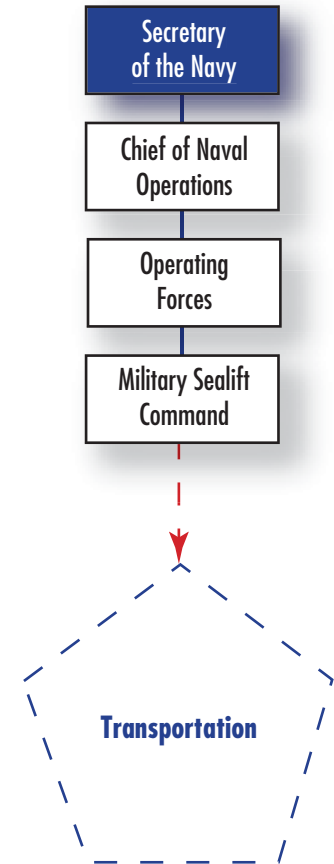 Secretary
of the Navy
Chief of Naval
Operations
Operating
Forces
Military Sealift
Command
Transportation